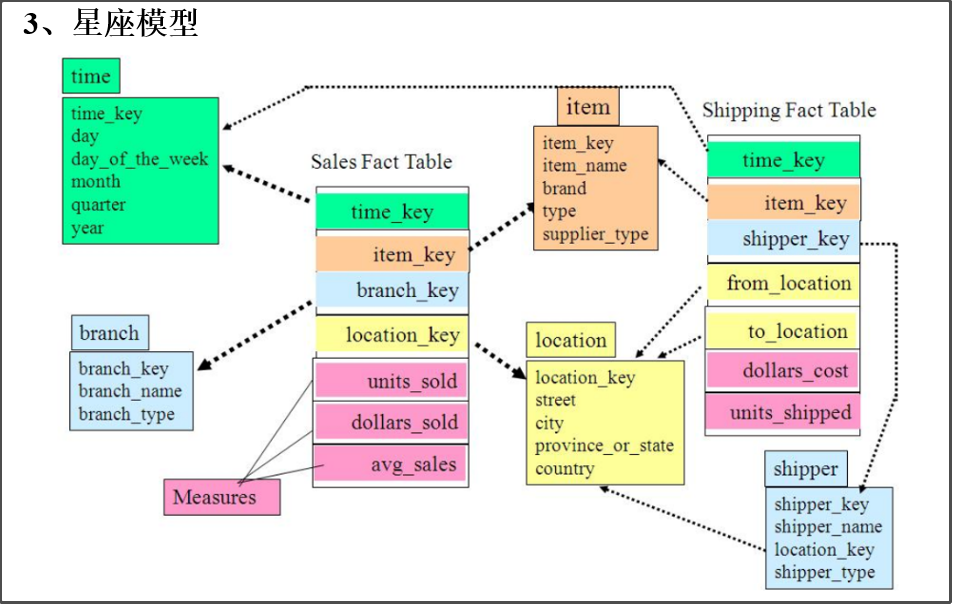 3、星座模型
time
time_key
day
day_of_the_week
month
quarter
year
Sales Fact Table
time_key
item_key
branch_key
location_key
units_sold
dollars_sold
avg_sales
Measures
branch
branch_key
branch_name
branch_type
item
item_key
item_name
brand
type
supplier_type
location
location_key
street
city
province_or_state
country
Shipping Fact Table
time_key
item_key
shipper_key
from_location
to_location
dollars_cost
units_shipped
shipper
shipper_key
shipper_name
location_key
shipper_type